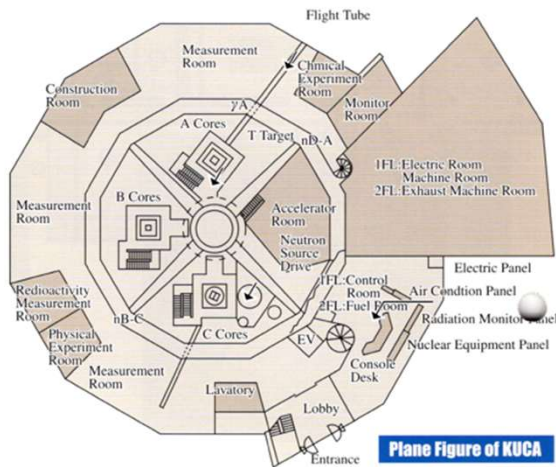 Flight Tube
Measurement
Room
Chmical
Experiment
Room
Construction
Room
Monitor
Room
γA
A Cores
T Target
nD-A
1FL:Electric Room
Machine Room
2FL:Exhaust Machine Room
B Cores
Measurement
Room
Accelerator
Room
Neutron
Source
Drive
Electric Panel
1FL:Control
Room
2FL:Fuel Room
Air Condtion Panel
Redioactivity
Measurement
Room
nB-C
Radiation Monitor Panel
Physical
Experiment
Room
C Cores
EV
Nuclear Equipment Panel
Console
Desk
Measurement
Room
Lavatory
Lobby
Entrance
Plane Figure of KUCA